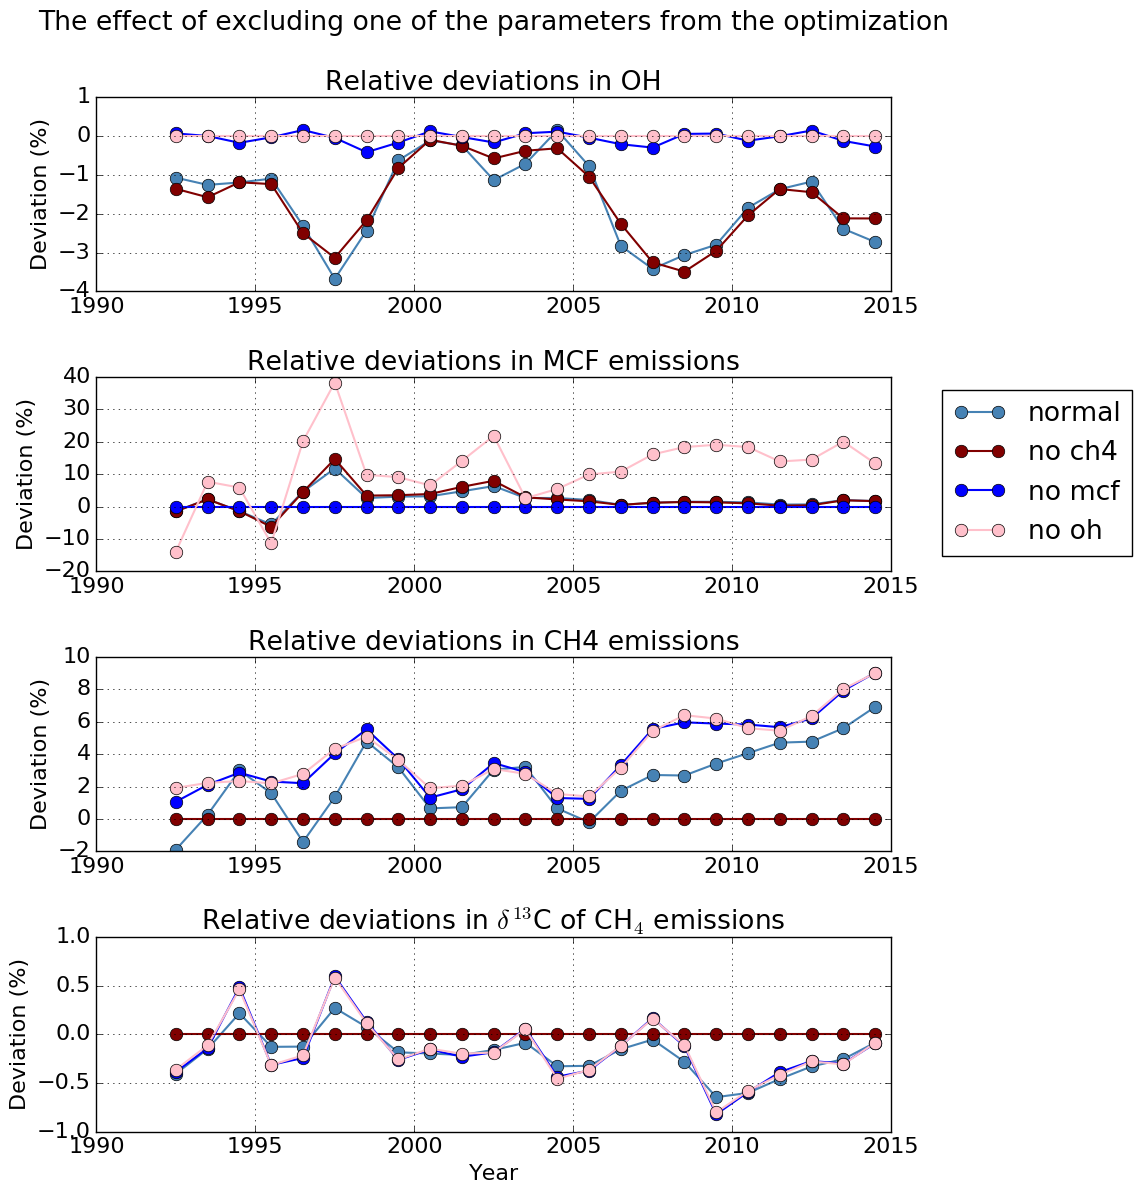 The effect of excluding one of the parameters from the optimization
Relative deviations in OH
Deviation (%)
1
0
−1
−2
−3
−4
1990 1995 2000 2005 2010 2015
Relative deviations in MCF emissions
Deviation (%)
40
30
20
10
0
−10
−20
1990 1995 2000 2005 2010 2015
normal
no ch4
no mcf
no oh
Relative deviations in CH4 emissions
Deviation (%)
10
8
6
4
2
0
−2
1990 1995 2000 2005 2010 2015
Relative deviations in δ¹³C of CH₄ emissions
Deviation (%)
1.0
0.5
0.0
−0.5
−1.0
1990 1995 2000 2005 2010 2015
Year